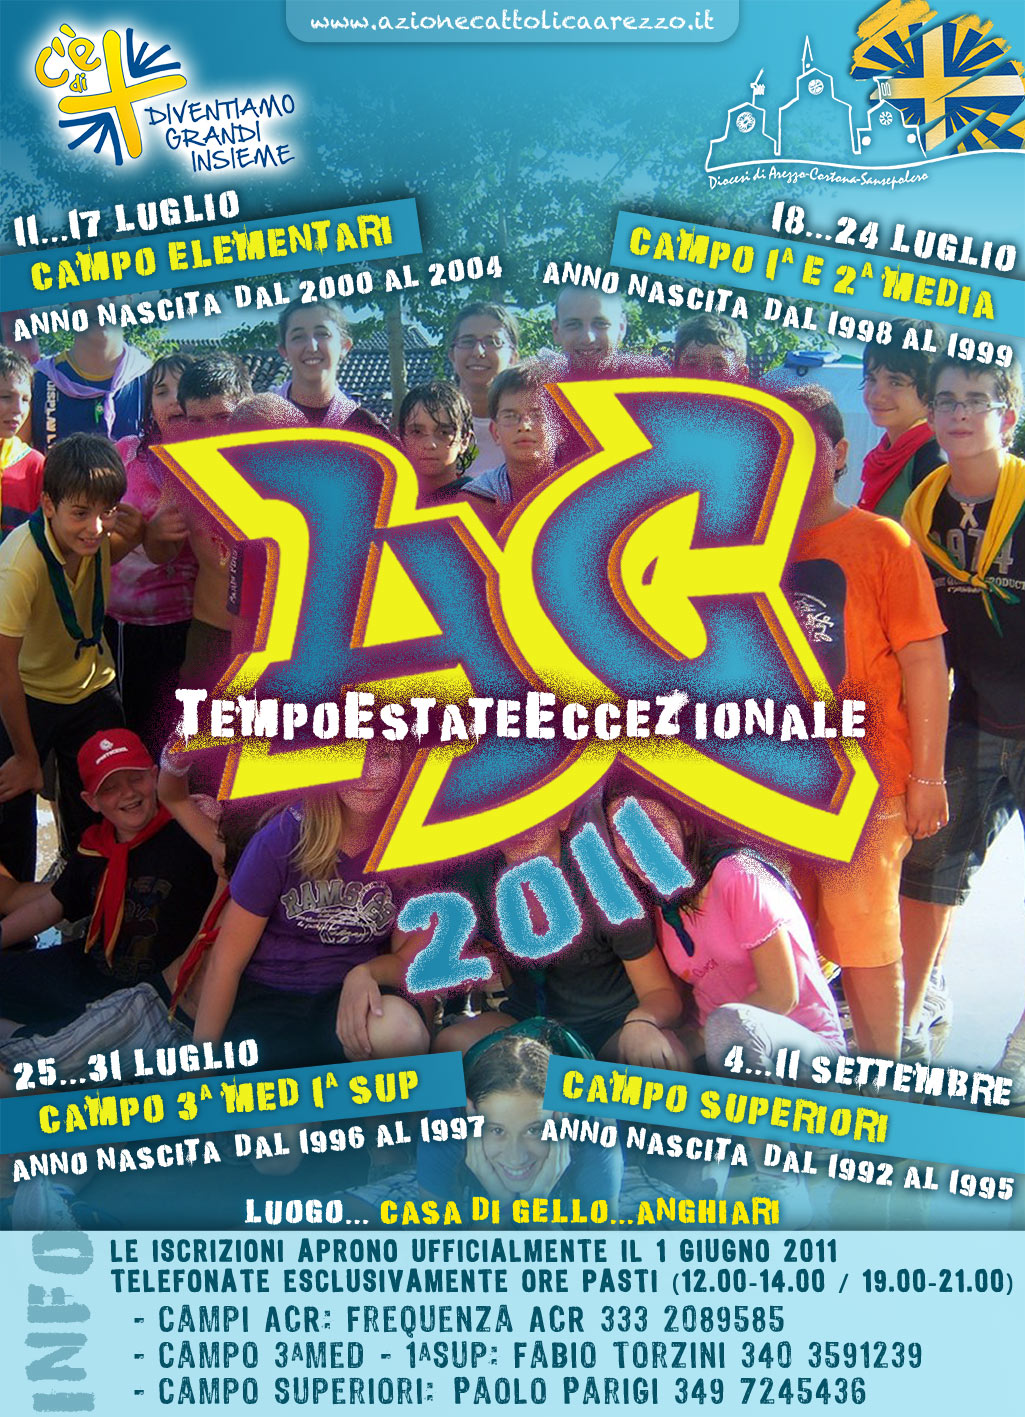 www.azionecattolicaarezzo.it
c'è
di
DIVENTIAMO
GRANDI
INSIEME
Diocesi di Arezzo-Cortona-Sansepolcro
11...17 LUGLIO
CAMPO ELEMENTARI
ANNO NASCITA DAL 2000 AL 2004
18...24 LUGLIO
CAMPO 1ª E 2ª MEDIA
ANNO NASCITA DAL 1998 AL 1999
AC
TEMPOESTATEECCEZIONALE
2011
974
RAMS
25...31 LUGLIO
CAMPO 3ª MED 1ª SUP
ANNO NASCITA DAL 1996 AL 1997
4...11 SETTEMBRE
CAMPO SUPERIORI
ANNO NASCITA DAL 1992 AL 1995
LUOGO... CASA DI GELLO...ANGHIARI
INFO
LE ISCRIZIONI APRONO UFFICIALMENTE IL 1 GIUGNO 2011
TELEFONATE ESCLUSIVAMENTE ORE PASTI (12.00-14.00 / 19.00-21.00)
- CAMPI ACR: FREQUENZA ACR 333 2089585
- CAMPO 3ªMED - 1ªSUP: FABIO TORZINI 340 3591239
- CAMPO SUPERIORI: PAOLO PARIGI 349 7245436